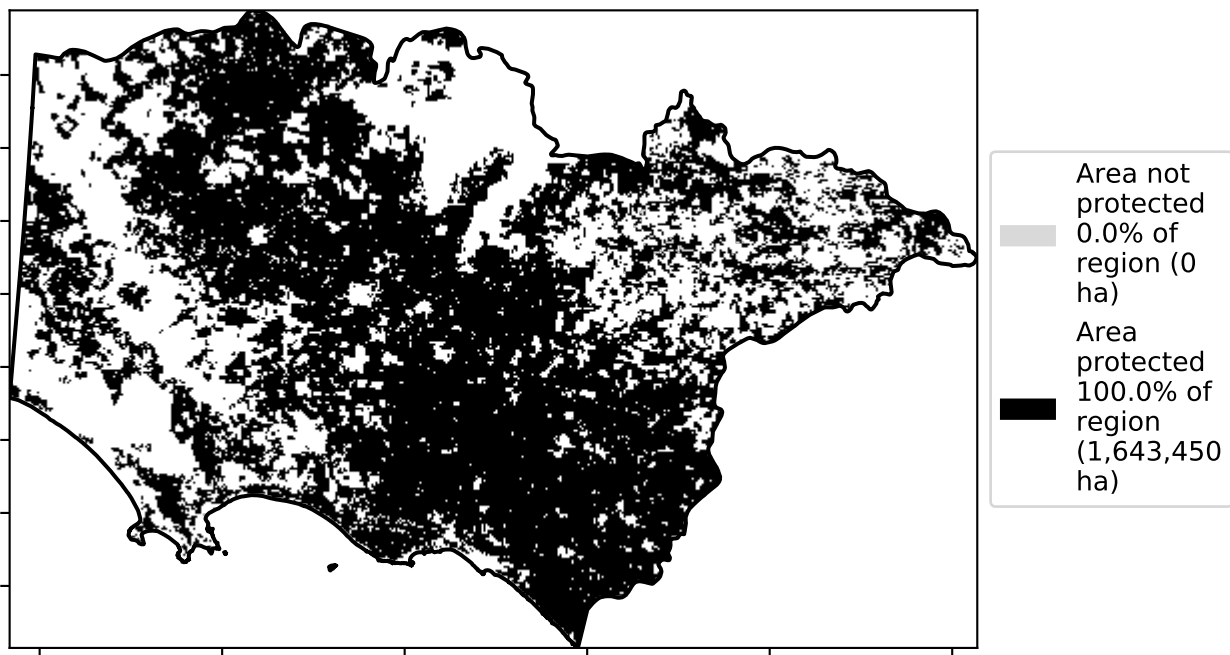 Area not
protected
0.0% of
region (0
ha)
Area
protected
100.0% of
region
(1,643,450
ha)